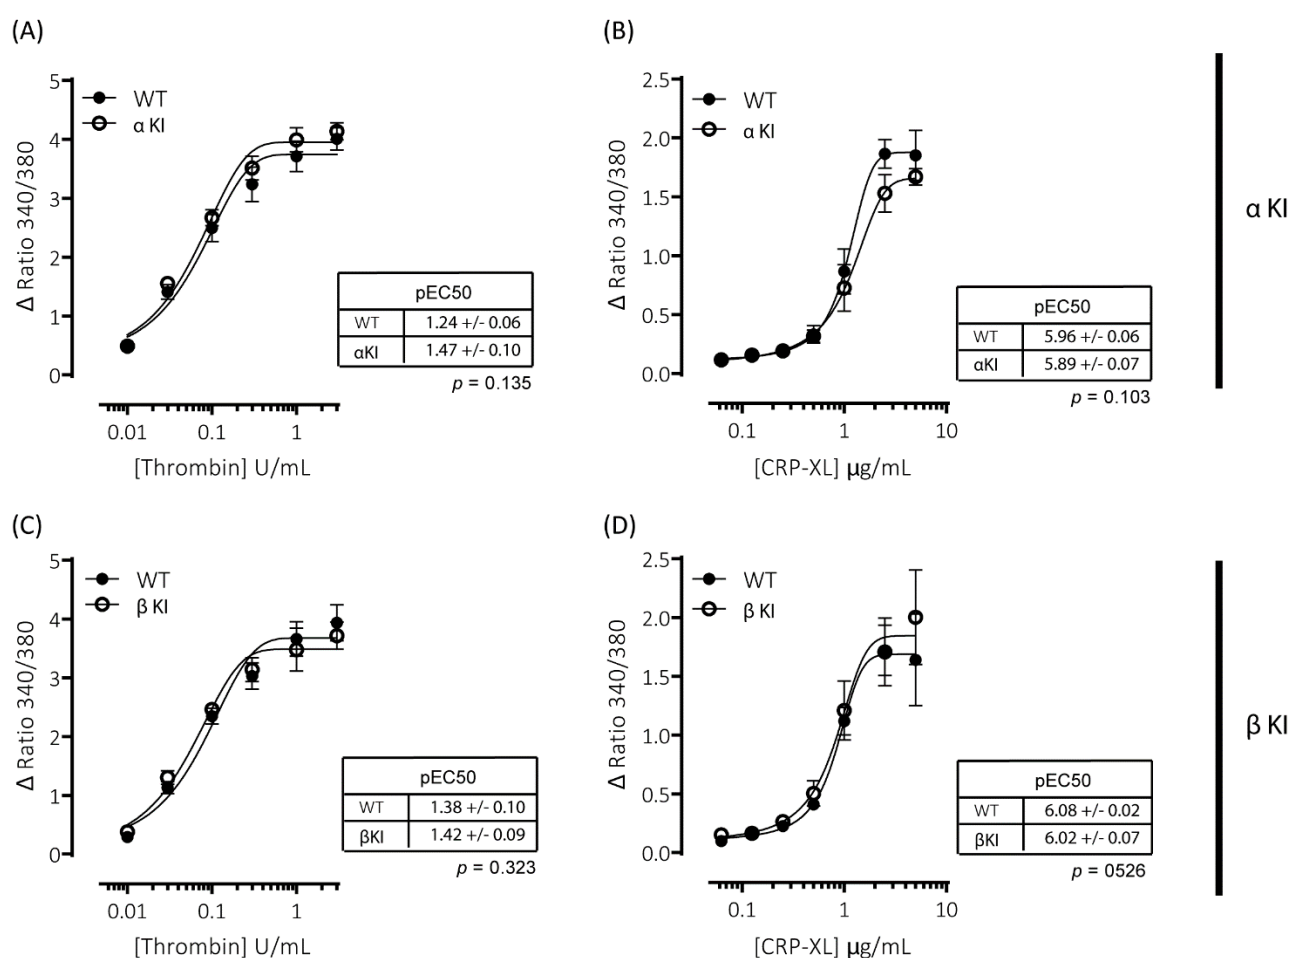 (A)
5
4
3
2
1
0
Δ Ratio 340/380
WT
α KI
pEC50
WT 1.24 +/- 0.06
αKI 1.47 +/- 0.10
p = 0.135
0.01 0.1 1
[Thrombin] U/mL
(B)
2.5
2.0
1.5
1.0
0.5
0.0
Δ Ratio 340/380
WT
α KI
pEC50
WT 5.96 +/- 0.06
αKI 5.89 +/- 0.07
p = 0.103
0.1 1 10
[CRP-XL] µg/mL
α KI
(C)
5
4
3
2
1
0
Δ Ratio 340/380
WT
β KI
pEC50
WT 1.38 +/- 0.10
βKI 1.42 +/- 0.09
p = 0.323
0.01 0.1 1
[Thrombin] U/mL
(D)
2.5
2.0
1.5
1.0
0.5
0.0
Δ Ratio 340/380
WT
β KI
pEC50
WT 6.08 +/- 0.02
βKI 6.02 +/- 0.07
p = 0526
0.1 1 10
[CRP-XL] µg/mL
β KI